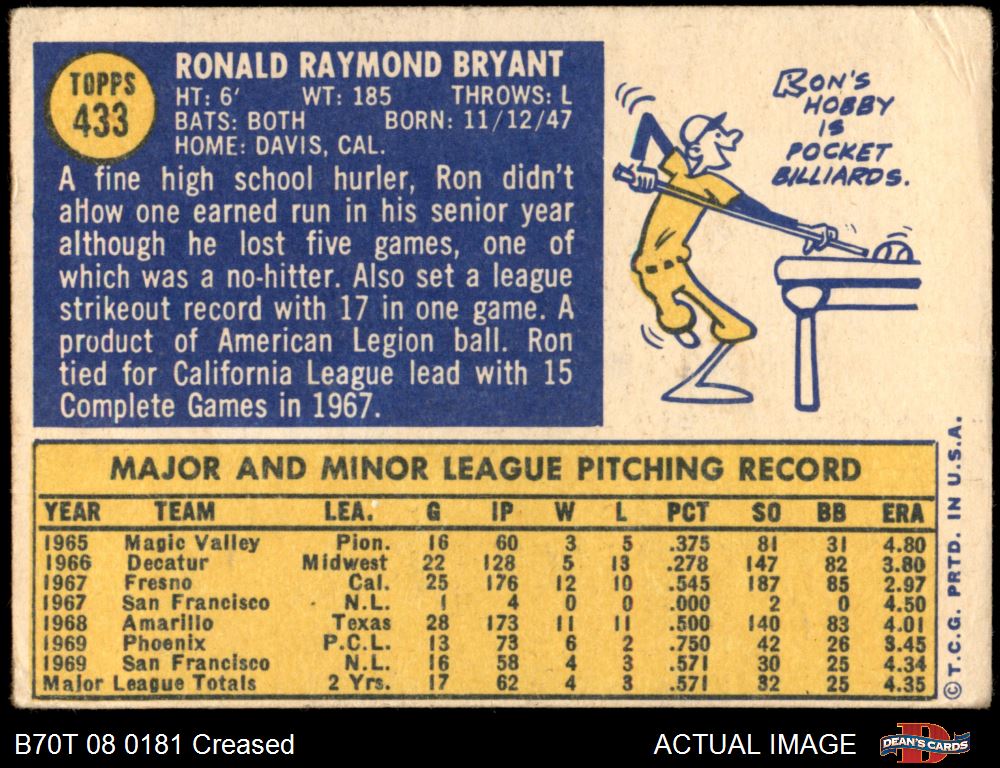 TOPPS
433
RONALD RAYMOND BRYANT
HT: 6′ WT: 185 THROWS: L
BATS: BOTH BORN: 11/12/47
HOME: DAVIS, CAL.
A fine high school hurler, Ron didn't
allow one earned run in his senior year
although he lost five games, one of
which was a no-hitter. Also set a league
strikeout record with 17 in one game. A
product of American Legion ball. Ron
tied for California League lead with 15
Complete Games in 1967.
RON'S
HOBBY
IS
POCKET
BILLIARDS.
MAJOR AND MINOR LEAGUE PITCHING RECORD
YEAR TEAM LEA. G IP W L PCT SO BB ERA
1965 Magic Valley Pion. 16 60 3 5 .375 81 31 4.80
1966 Decatur Midwest 22 128 5 13 .278 147 82 3.80
1967 Fresno Cal. 25 176 12 10 .545 187 85 2.97
1967 San Francisco N.L. 1 4 0 0 .000 2 0 4.50
1968 Amarillo Texas 28 173 11 11 .500 140 83 4.01
1969 Phoenix P.C.L. 13 73 6 2 .750 42 26 3.45
1969 San Francisco N.L. 16 58 4 3 .571 30 25 4.34
Major League Totals 2 Yrs. 17 62 4 3 .571 32 25 4.35
© T.C.G. PRTD. IN U.S.A.
B70T 08 0181 Creased
ACTUAL IMAGE
DEAN'S CARDS